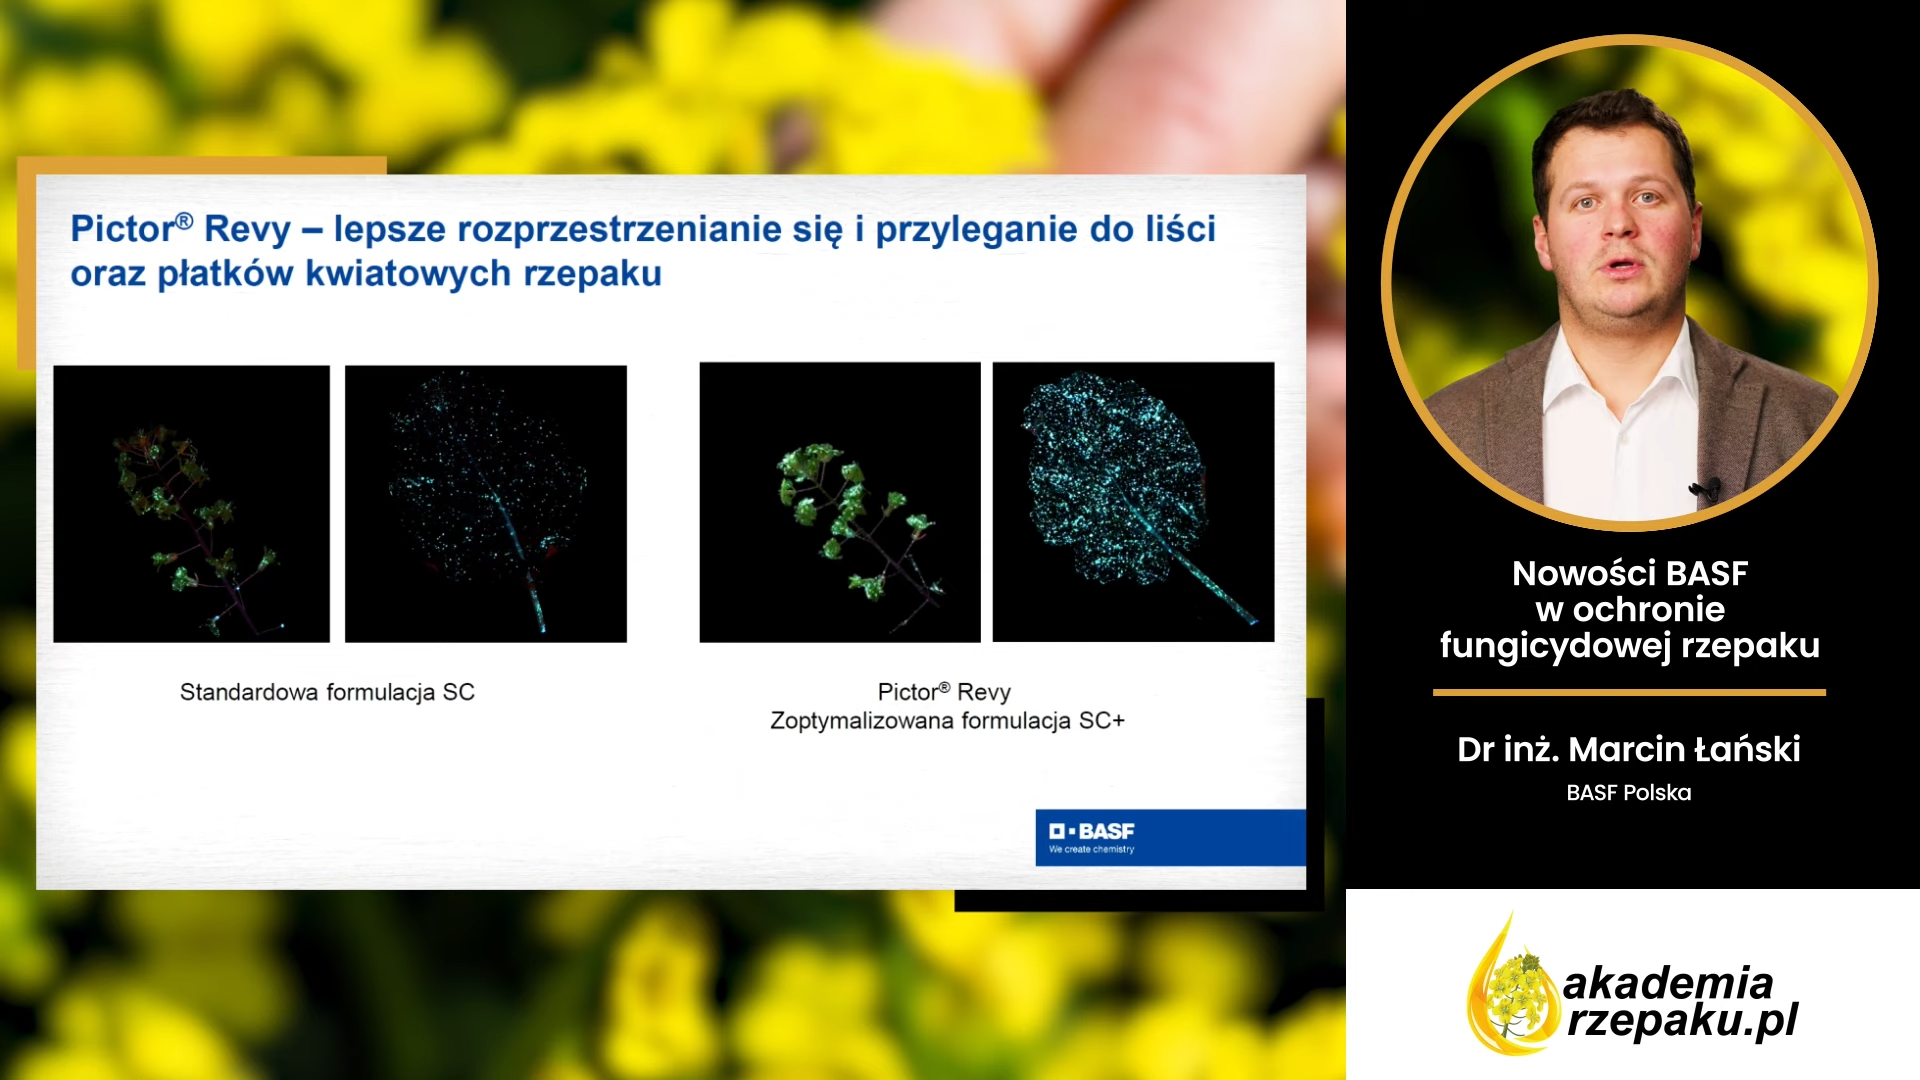 Pictor® Revy – lepsze rozprzestrzenianie się i przyleganie do liści
oraz płatków kwiatowych rzepaku
Standardowa formulacja SC
Pictor® Revy
Zoptymalizowana formulacja SC+
BASF
We create chemistry
Nowości BASF
w ochronie
fungicydowej rzepaku
Dr inż. Marcin Łański
BASF Polska
akademia
rzepaku.pl